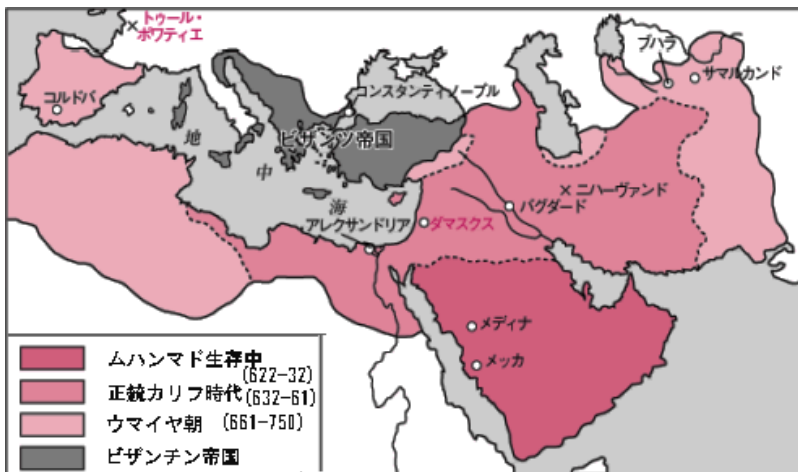 トゥール・
ポワティエ
ブハラ
サマルカンド
コルドバ
コンスタンティノープル
ビザンツ帝国
地
中
海
ニハーヴァンド
バグダード
アレクサンドリア
ダマスクス
メディナ
メッカ
ムハンマド生存中
(622-32)
正統カリフ時代(632-61)
ウマイヤ朝 (661-750)
ビザンチン帝国